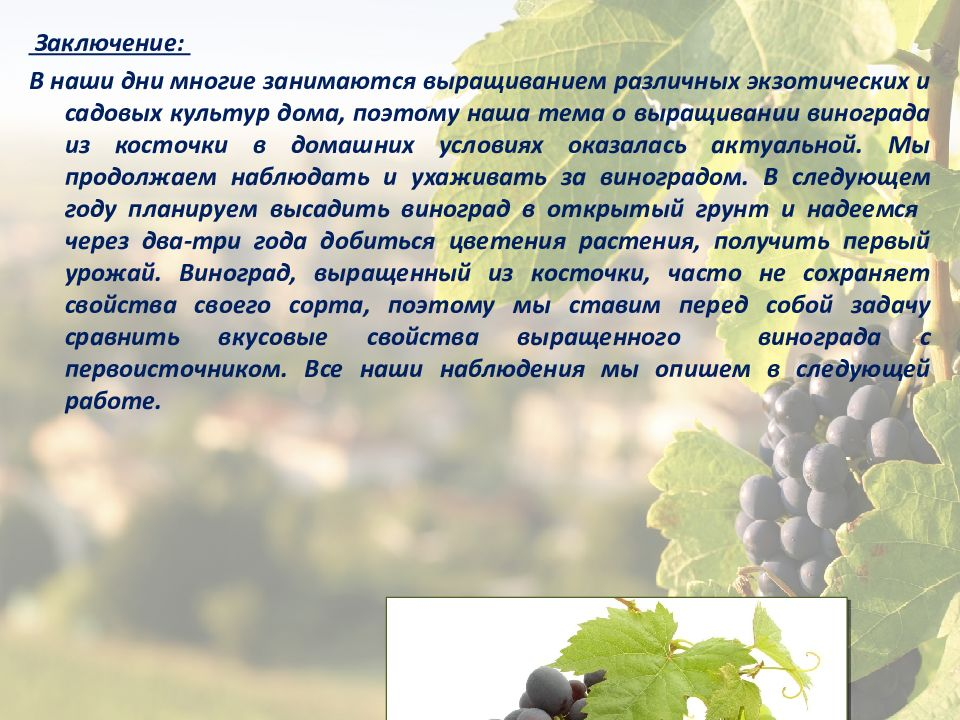 Заключение:
В наши дни многие занимаются выращиванием различных экзотических и
садовых культур дома, поэтому наша тема о выращивании винограда
из косточки в домашних условиях оказалась актуальной. Мы
продолжаем наблюдать и ухаживать за виноградом. В следующем
году планируем высадить виноград в открытый грунт и надеемся
через два-три года добиться цветения растения, получить первый
урожай. Виноград, выращенный из косточки, часто не сохраняет
свойства своего сорта, поэтому мы ставим перед собой задачу
сравнить вкусовые свойства выращенного винограда с
первоисточником. Все наши наблюдения мы опишем в следующей
работе.